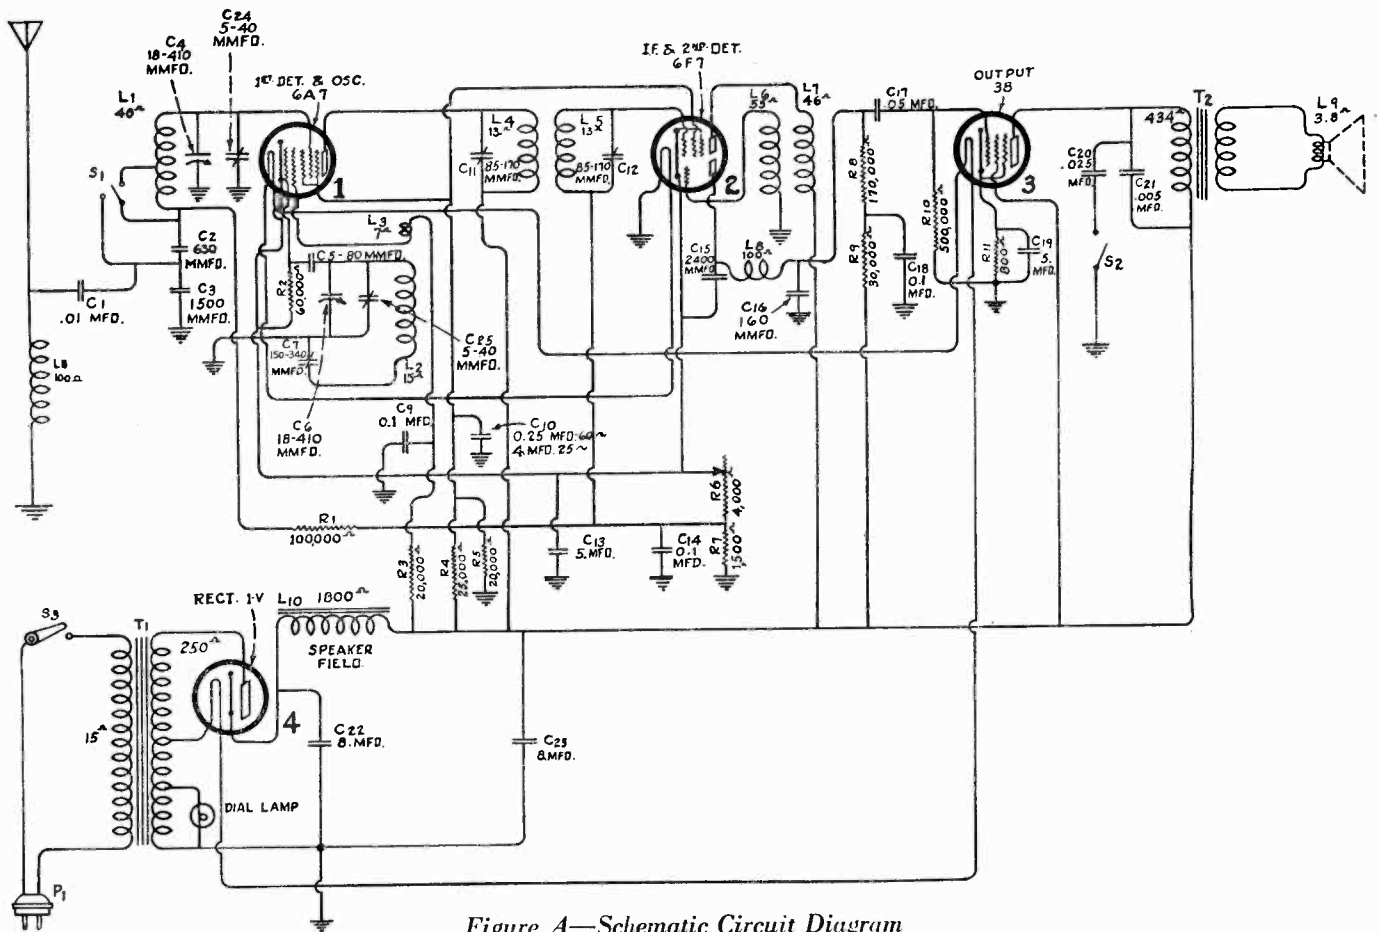 C24
5-40
MMFD.
C4
18-410
MMFD.
L1
40Ω
1ST. DET. & OSC.
6A7
I.F. & 2ND. DET.
6F7
OUTPUT
38
S1
C2
630
MMFD.
C3
1500
MMFD.
C1
.01 MFD.
L8
100Ω
1
L4
13Ω
C11
85-170
MMFD.
L5
13Ω
85-170
MMFD.
C12
2
L6
55Ω
L7
46Ω
C17
.05 MFD.
3
434Ω
T2
L9
3.8Ω
L3
7Ω
C5-80 MMFD.
R2
60,000Ω
C7
150-340
MMFD.
L2
15Ω
C25
5-40
MMFD.
C6
18-410
MMFD.
C15
2400
MMFD
L8
100Ω
C16
160
MMFD.
R8
170,000Ω
R9
30,000Ω
C18
0.1
MFD.
R10
500,000Ω
R11
800Ω
C19
5.
MFD.
C20
.025
MFD.
C21
.005
MFD.
S2
C9
0.1 MFD.
C10
0.25 MFD. 60~
4. MFD. 25~
R6
4,000Ω
R1
100,000Ω
R3
20,000Ω
R4
25,000Ω
R5
20,000Ω
C13
5. MFD.
C14
0.1
MFD.
R7
1,500Ω
S3
T1
15Ω
250Ω
RECT. 1-V
L10 1800Ω
SPEAKER
FIELD.
4
C22
8. MFD.
C23
8 MFD.
DIAL LAMP
P1
Figure A—Schematic Circuit Diagram